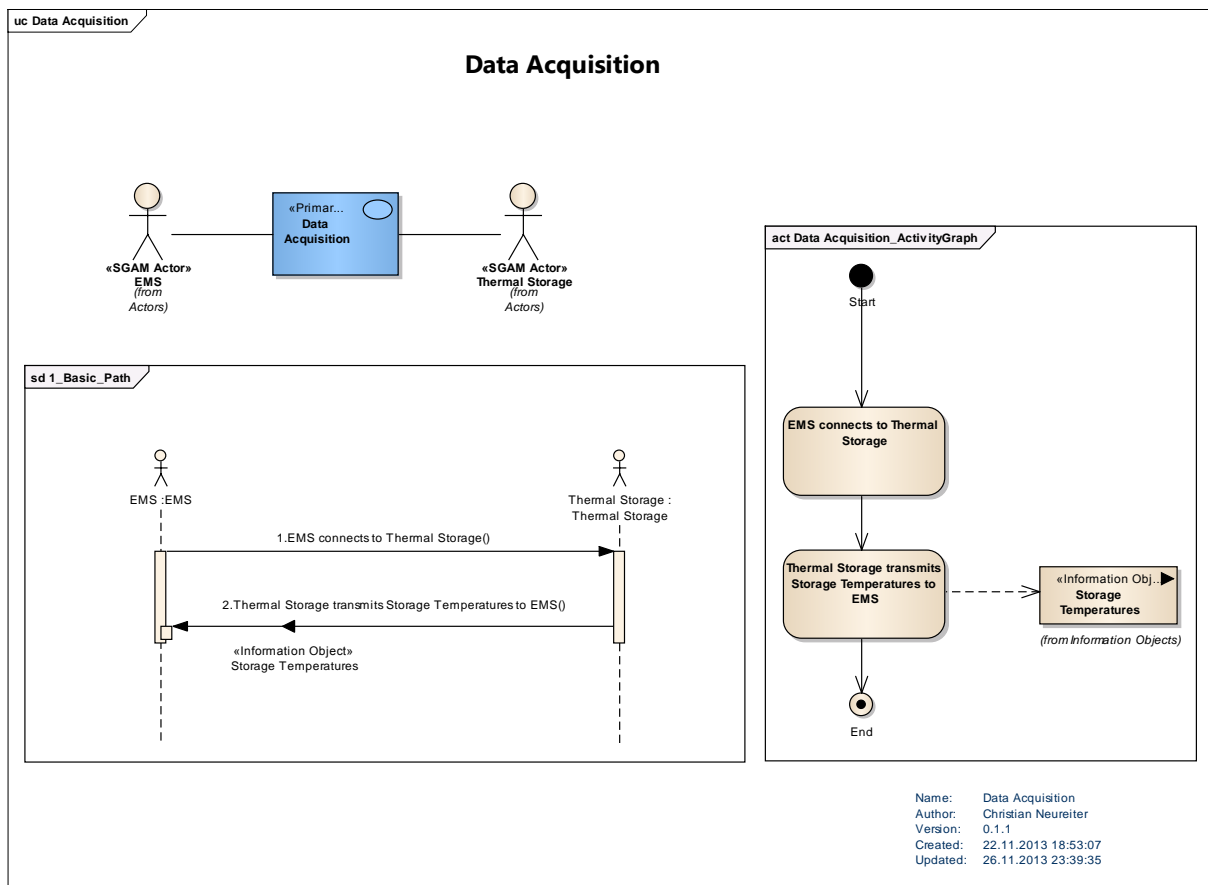 uc Data Acquisition
Data Acquisition
«SGAM Actor»
EMS
(from
Actors)
«Primar...
Data
Acquisition
«SGAM Actor»
Thermal Storage
(from
Actors)
sd 1_Basic_Path
EMS :EMS
Thermal Storage :
Thermal Storage
1.EMS connects to Thermal Storage()
2.Thermal Storage transmits Storage Temperatures to EMS()
«Information Object»
Storage Temperatures
act Data Acquisition_ActivityGraph
Start
EMS connects to Thermal
Storage
Thermal Storage transmits
Storage Temperatures to
EMS
«Information Obj...
Storage
Temperatures
(from Information Objects)
End
Name: Data Acquisition
Author: Christian Neureiter
Version: 0.1.1
Created: 22.11.2013 18:53:07
Updated: 26.11.2013 23:39:35